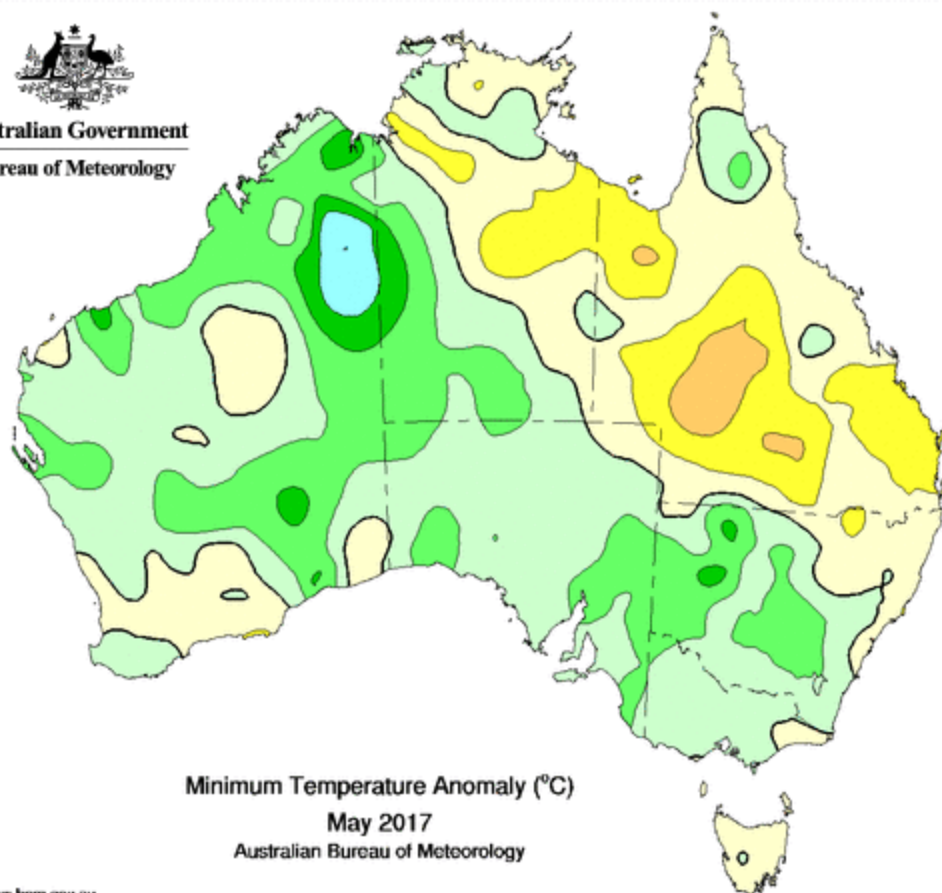 tralian Government
reau of Meteorology
Minimum Temperature Anomaly (°C)
May 2017
Australian Bureau of Meteorology